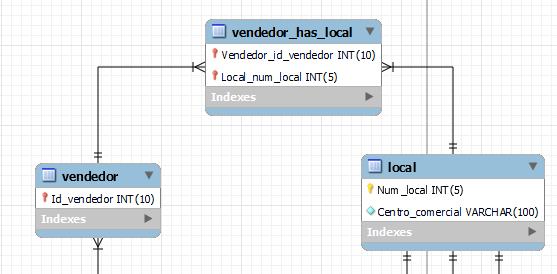 vendedor_has_local
Vendedor_id_vendedor INT(10)
Local_num_local INT(5)
Indexes
vendedor
Id_vendedor INT(10)
Indexes
local
Num_local INT(5)
Centro_comercial VARCHAR(100)
Indexes